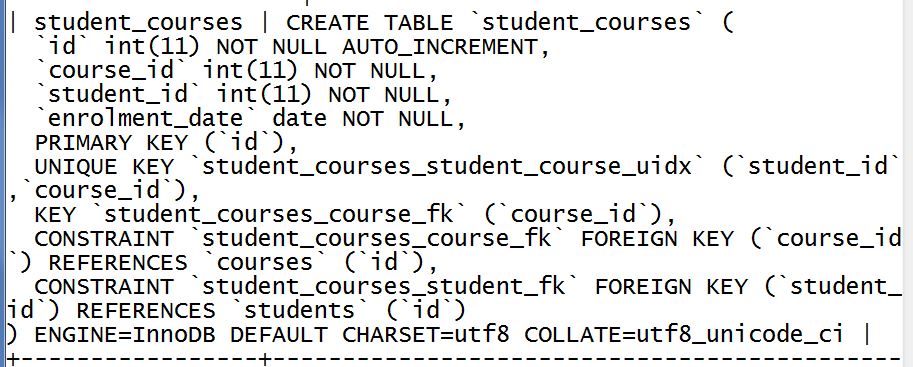 | student_courses | CREATE TABLE `student_courses` (
  `id` int(11) NOT NULL AUTO_INCREMENT,
  `course_id` int(11) NOT NULL,
  `student_id` int(11) NOT NULL,
  `enrolment_date` date NOT NULL,
  PRIMARY KEY (`id`),
  UNIQUE KEY `student_courses_student_course_uidx` (`student_id`
,`course_id`),
  KEY `student_courses_course_fk` (`course_id`),
  CONSTRAINT `student_courses_course_fk` FOREIGN KEY (`course_id
`) REFERENCES `courses` (`id`),
  CONSTRAINT `student_courses_student_fk` FOREIGN KEY (`student_
id`) REFERENCES `students` (`id`)
) ENGINE=InnoDB DEFAULT CHARSET=utf8 COLLATE=utf8_unicode_ci |
+-----------------+---------------------------------------------